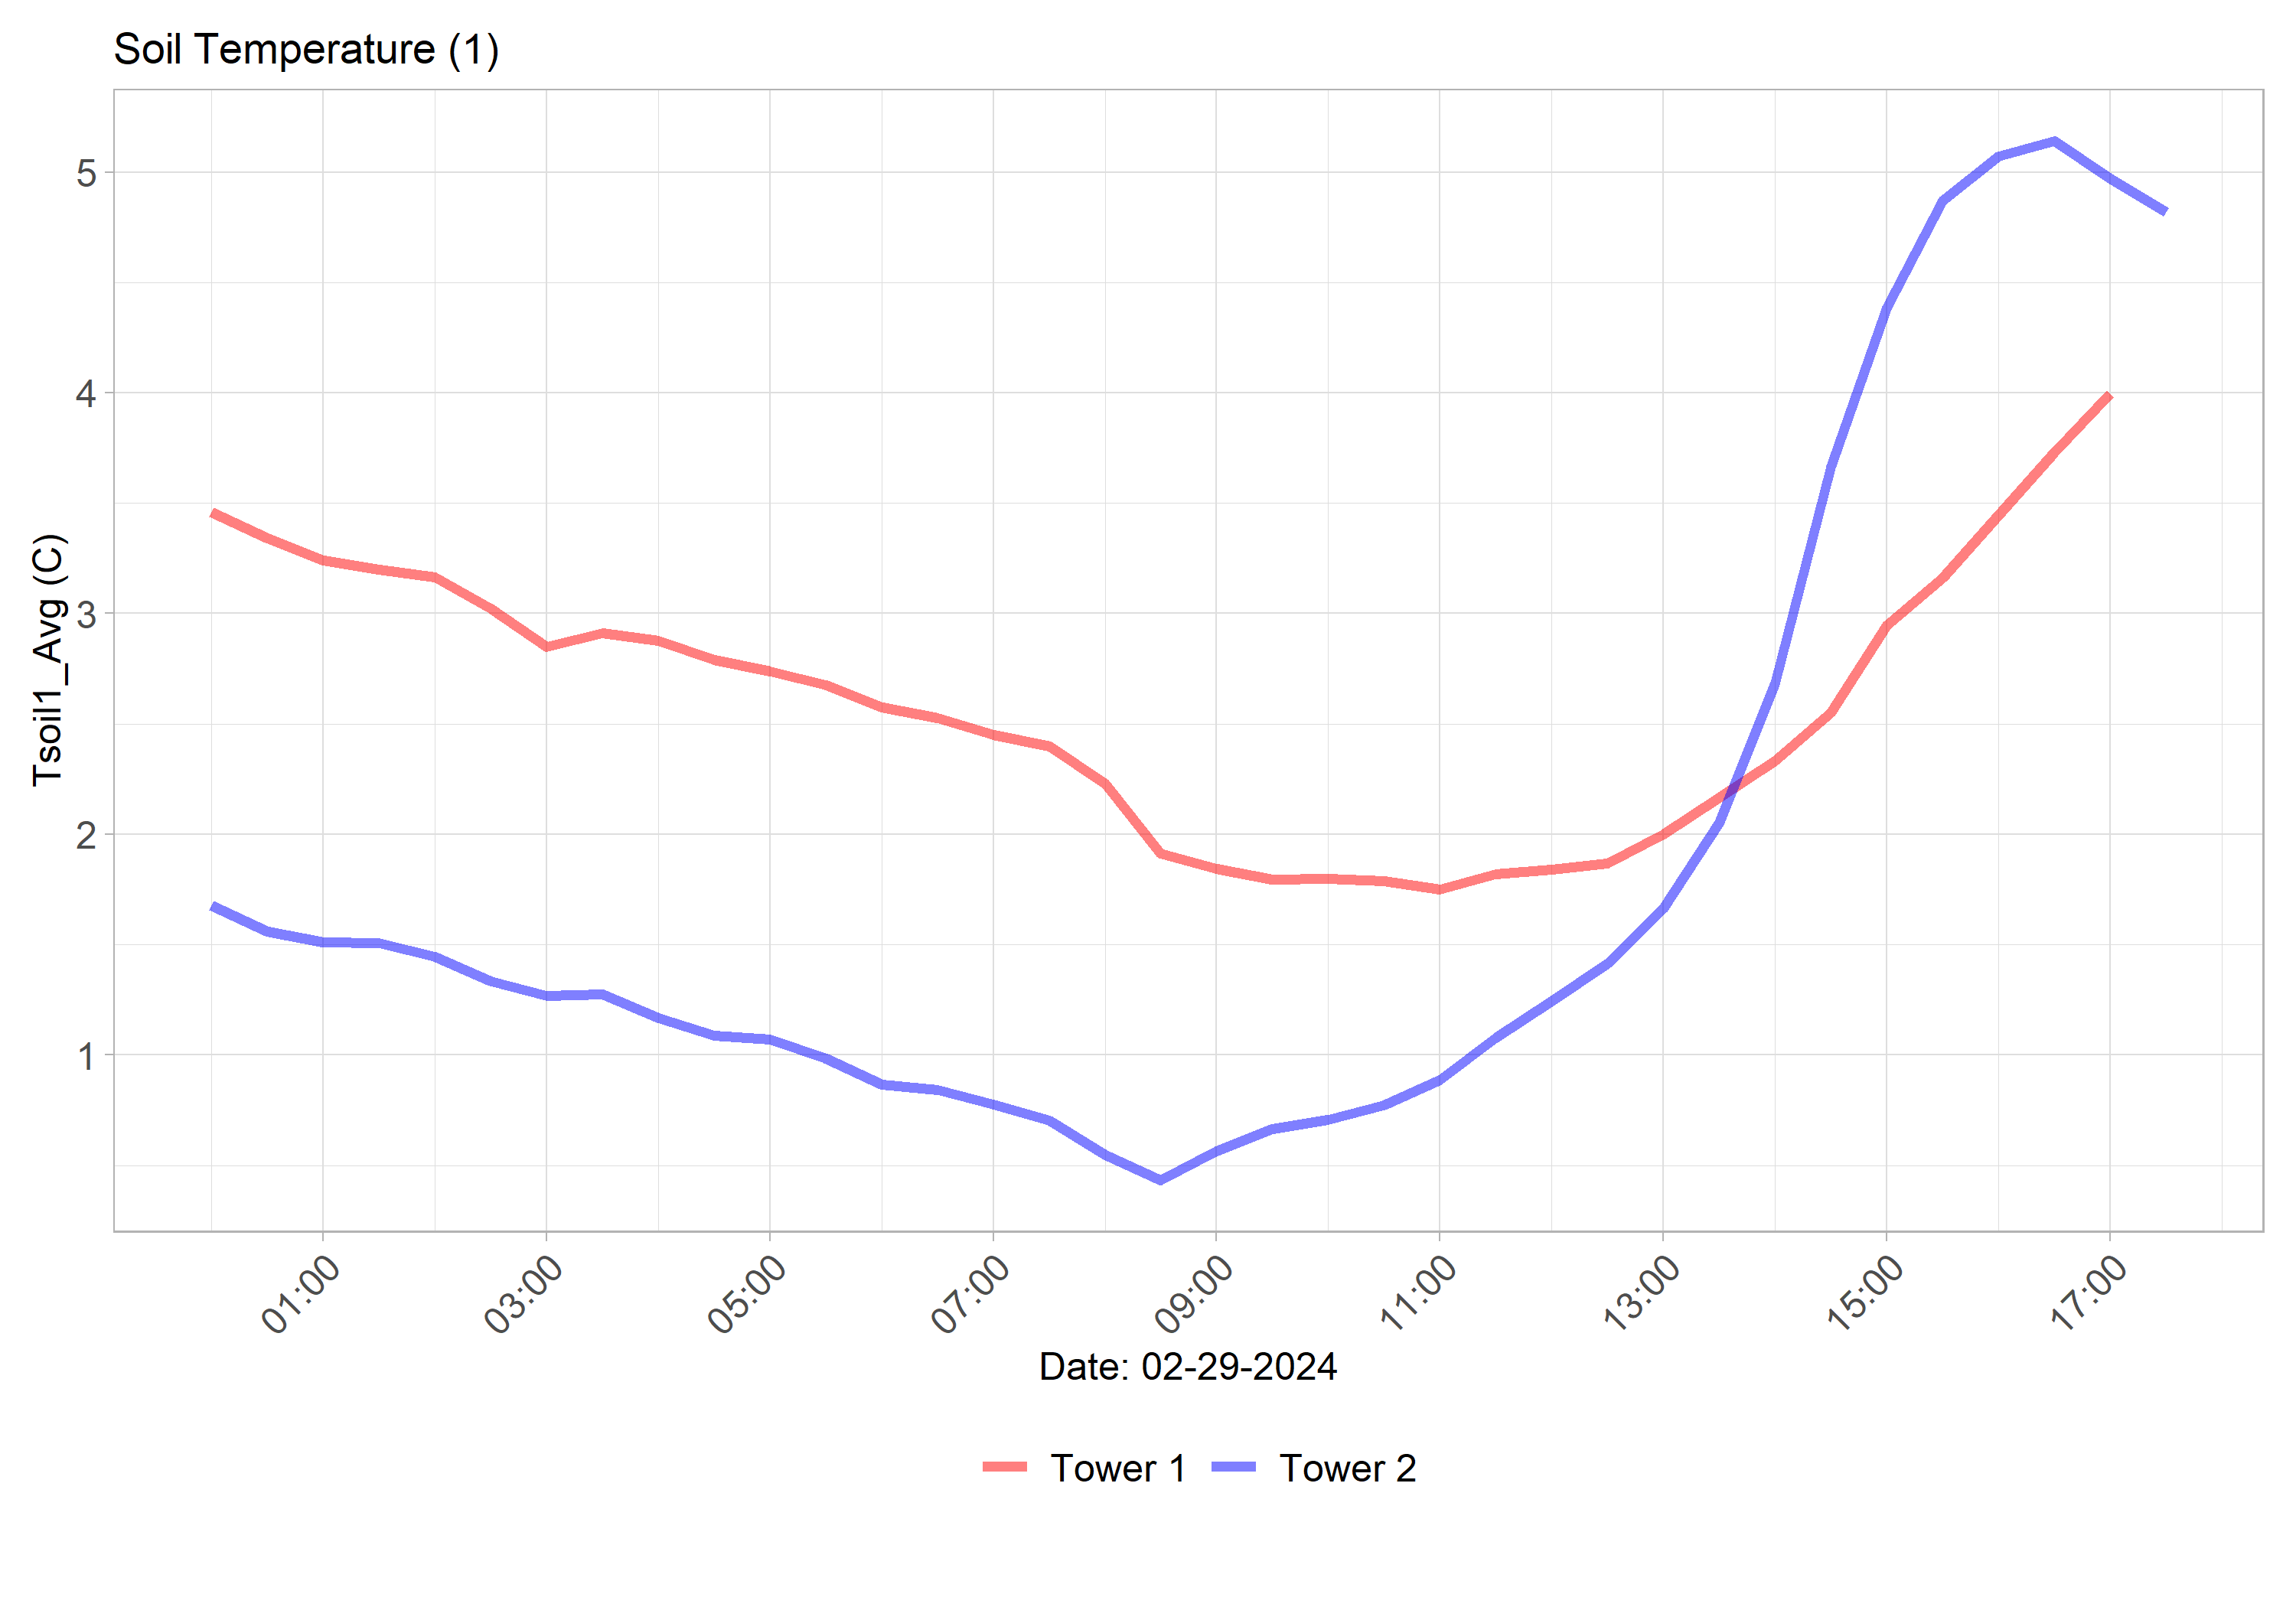 Soil Temperature (1)
Tsoil1_Avg (C)
5
4
3
2
1
01:00 03:00 05:00 07:00 09:00 11:00 13:00 15:00 17:00
Date: 02-29-2024
Tower 1 Tower 2